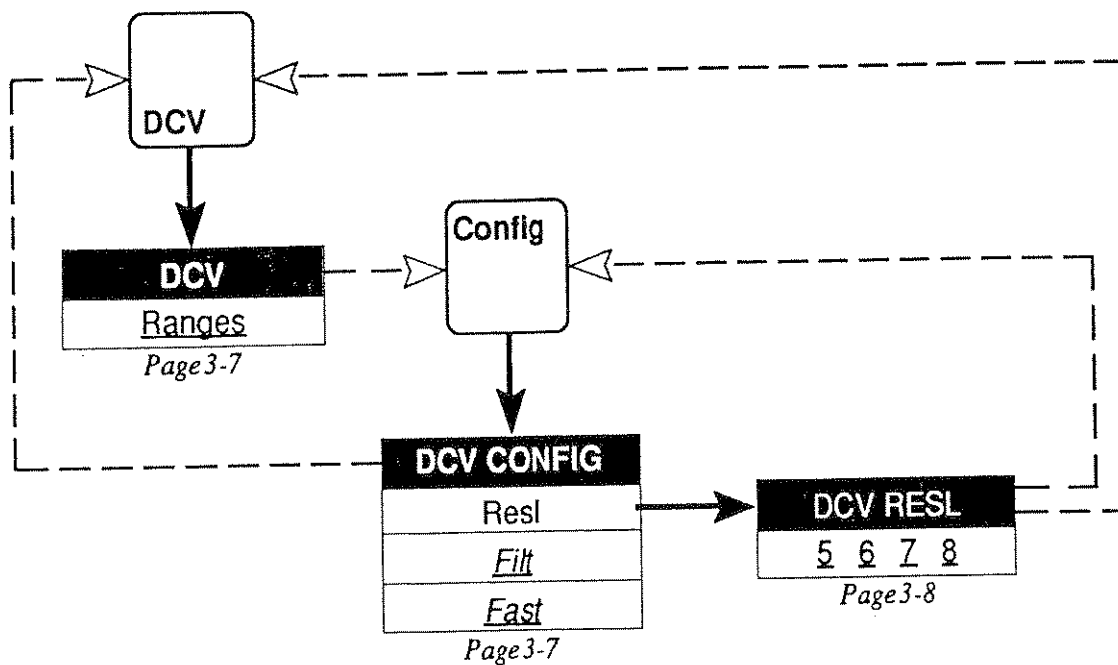 DCV
DCV
Ranges
Page 3-7
Config
DCV CONFIG
Resl
Filt
Fast
Page 3-7
DCV RESL
5 6 7 8
Page 3-8